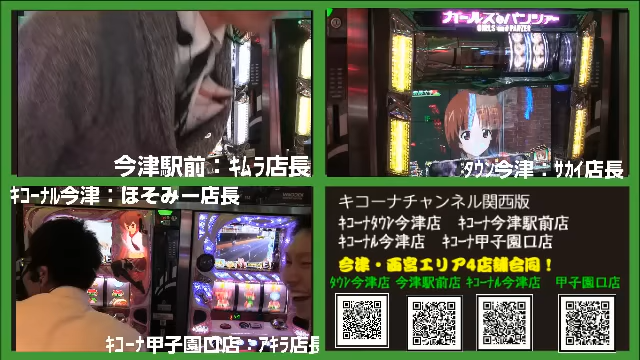 今津駅前：ｷﾑﾗ店長
ガールズ&パンツァー
GIRLS und PANZER
ﾀｳﾝ今津：ｻｶｲ店長
ｷｺｰﾅﾙ今津：ほそみー店長
ｷｺｰﾅ甲子園口店：ｱｷﾗ店長
キコーナチャンネル関西版
ｷｺｰﾅﾀｳﾝ今津店 ｷｺｰﾅ今津駅前店
ｷｺｰﾅﾙ今津店 ｷｺｰﾅ甲子園口店
今津・西宮エリア4店舗合同！
ﾀｳﾝ今津店 今津駅前店 ｷｺｰﾅﾙ今津店 甲子園口店